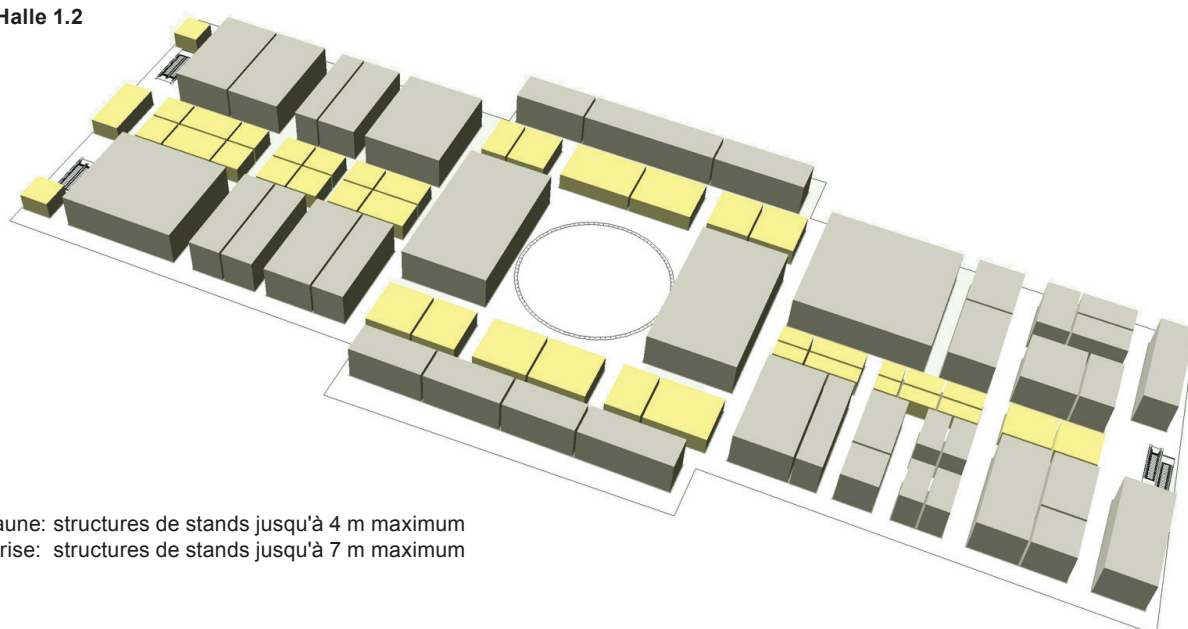 Halle 1.2
aune: structures de stands jusqu'à 4 m maximum
rise: structures de stands jusqu'à 7 m maximum